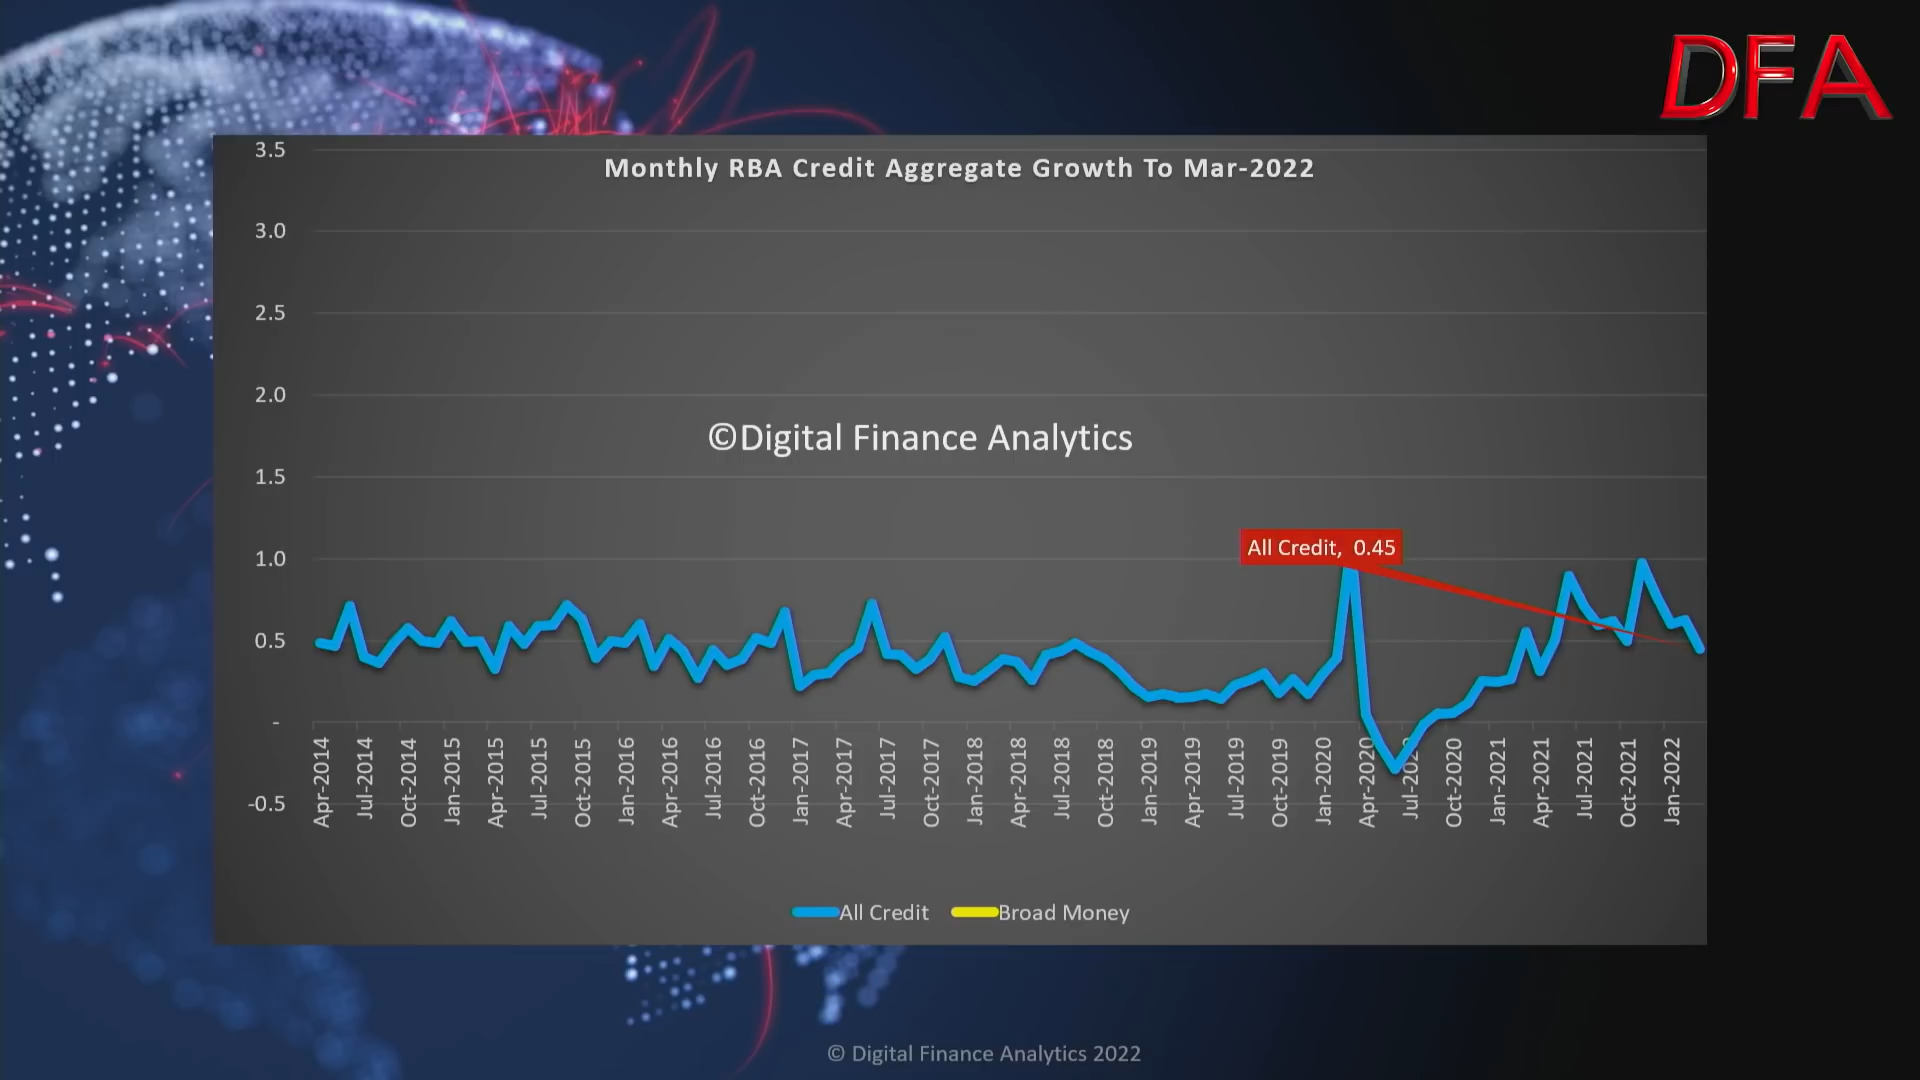 DFA
Monthly RBA Credit Aggregate Growth To Mar-2022
3.5
3.0
2.5
2.0
1.5
1.0
0.5
-
-0.5
©Digital Finance Analytics
All Credit, 0.45
Apr-2014
Jul-2014
Oct-2014
Jan-2015
Apr-2015
Jul-2015
Oct-2015
Jan-2016
Apr-2016
Jul-2016
Oct-2016
Jan-2017
Apr-2017
Jul-2017
Oct-2017
Jan-2018
Apr-2018
Jul-2018
Oct-2018
Jan-2019
Apr-2019
Jul-2019
Oct-2019
Jan-2020
Apr-2020
Jul-2020
Oct-2020
Jan-2021
Apr-2021
Jul-2021
Oct-2021
Jan-2022
All Credit
Broad Money
© Digital Finance Analytics 2022